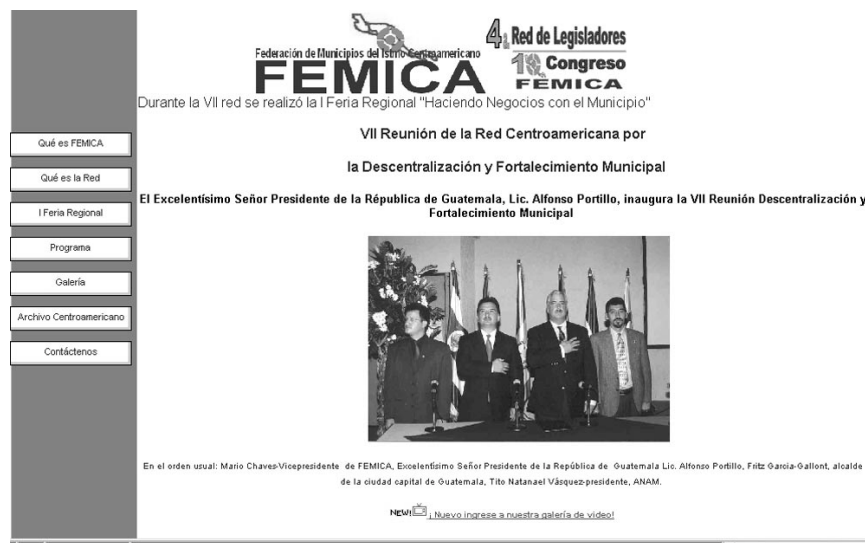 4a. Red de Legisladores
Federación de Municipios del Istmo Centroamericano
FEMICA
1er Congreso
FEMICA
Durante la VII red se realizó la I Feria Regional "Haciendo Negocios con el Municipio"
VII Reunión de la Red Centroamericana por
la Descentralización y Fortalecimiento Municipal
El Excelentísimo Señor Presidente de la Républica de Guatemala, Lic. Alfonso Portillo, inaugura la VII Reunión Descentralización y
Fortalecimiento Municipal
Qué es FEMICA
Qué es la Red
I Feria Regional
Programa
Galería
Archivo Centroamericano
Contáctenos
En el orden usual: Mario Chaves-Vicepresidente de FEMICA, Excelentísimo Señor Presidente de la República de Guatemala Lic. Alfonso Portillo, Fritz Garcia-Gallont, alcalde
de la ciudad capital de Guatemala, Tito Natanael Vásquez-presidente, ANAM.
NEW! ¡ Nuevo ingrese a nuestra galería de video!